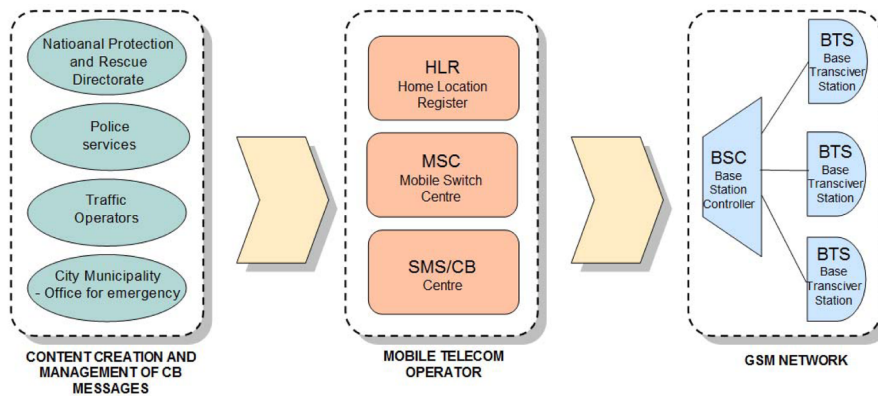 Natioanal Protection
and Rescue
Directorate
Police
services
Traffic
Operators
City Municipality
- Office for emergency
CONTENT CREATION AND
MANAGEMENT OF CB
MESSAGES
HLR
Home Location
Register
MSC
Mobile Switch
Centre
SMS/CB
Centre
MOBILE TELECOM
OPERATOR
BSC
Base
Station
Controller
BTS
Base
Transciver
Station
BTS
Base
Transciver
Station
BTS
Base
Transciver
Station
GSM NETWORK